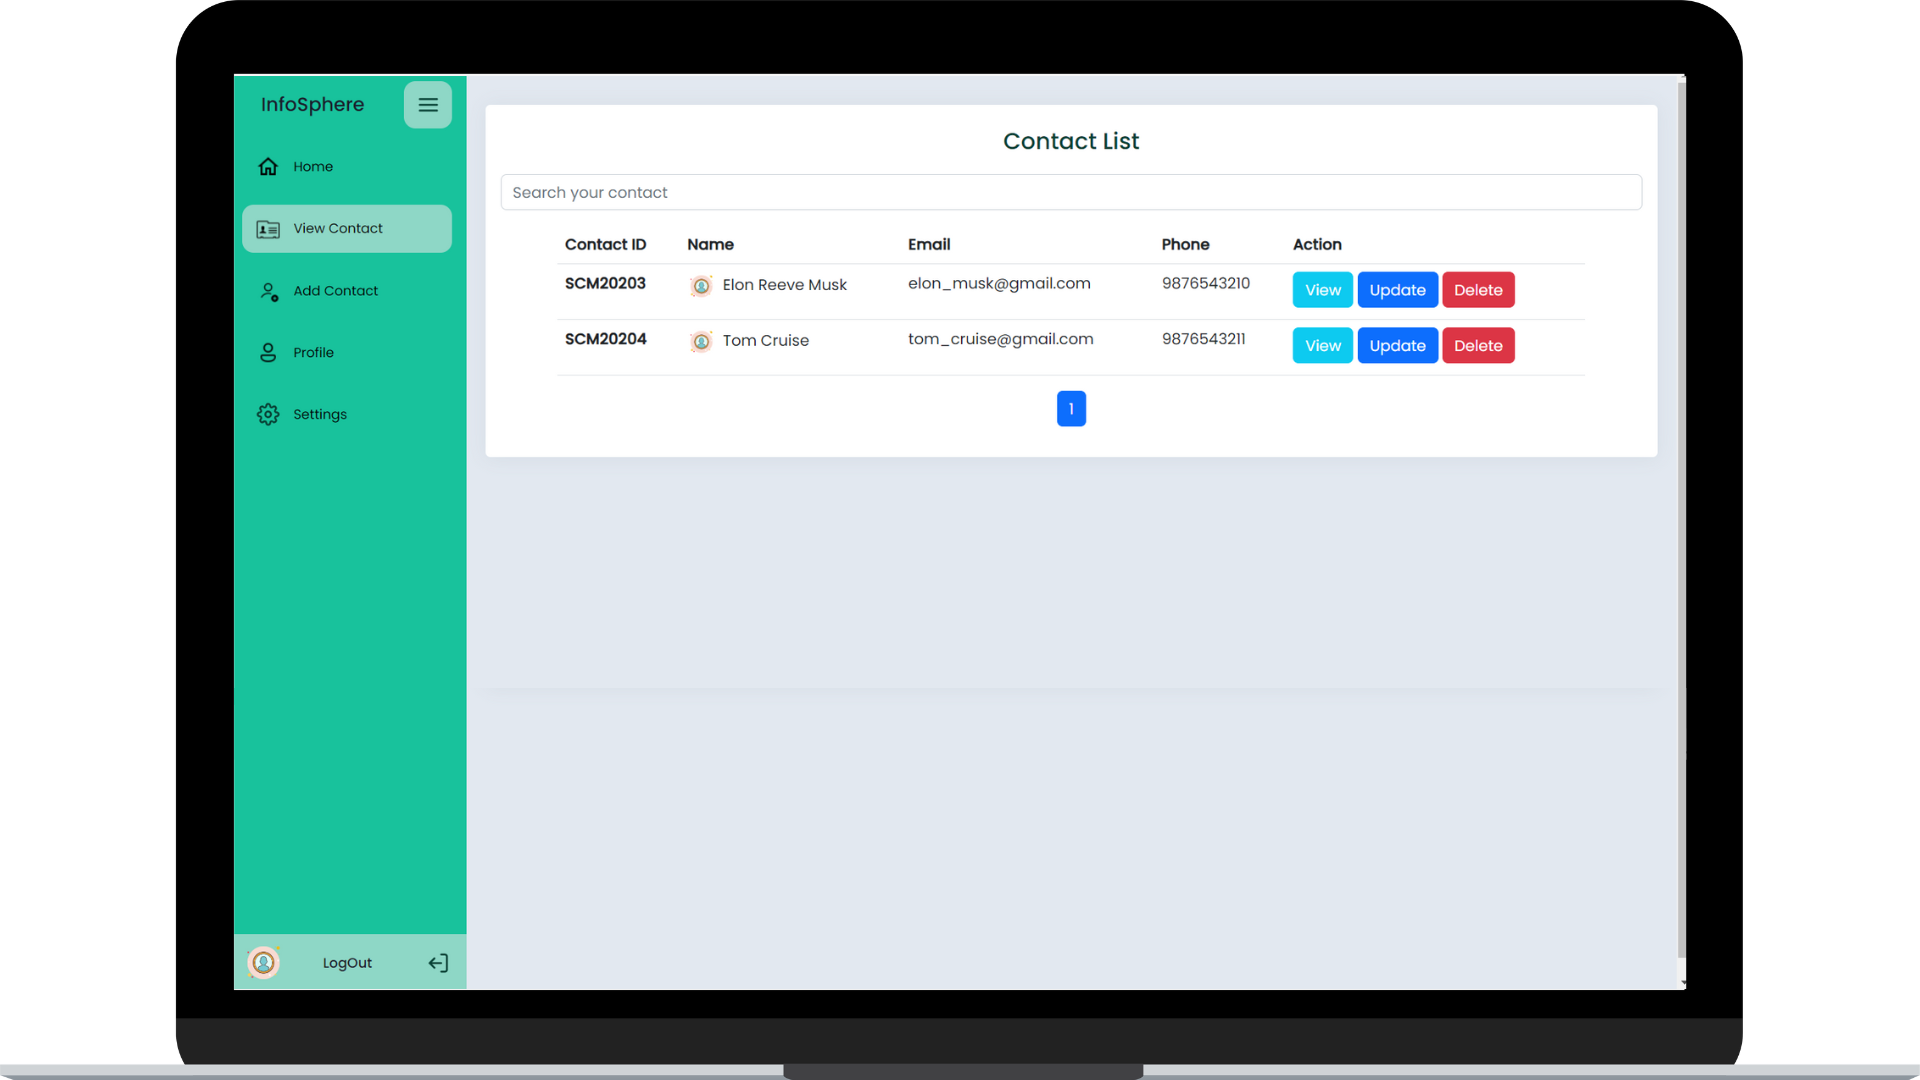 InfoSphere
Home
View Contact
Add Contact
Profile
Settings
LogOut
Contact List
Search your contact
Contact ID Name Email Phone Action
SCM20203 Elon Reeve Musk elon_musk@gmail.com 9876543210 View Update Delete
SCM20204 Tom Cruise tom_cruise@gmail.com 9876543211 View Update Delete
1